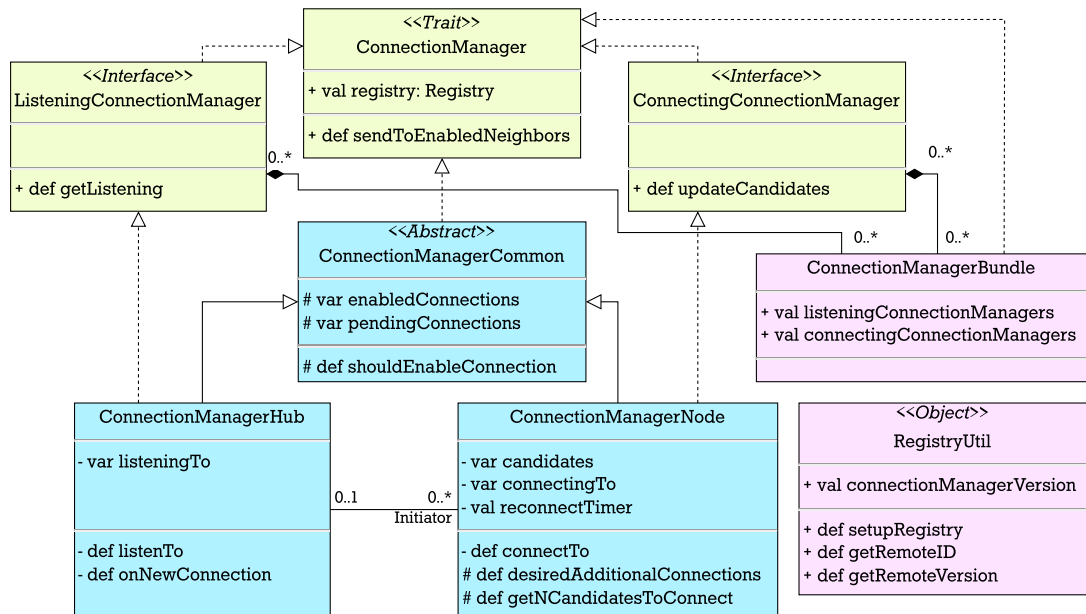 <<Trait>>
ConnectionManager
+ val registry: Registry
+ def sendToEnabledNeighbors
<<Interface>>
ListeningConnectionManager
+ def getListening
<<Interface>>
ConnectingConnectionManager
+ def updateCandidates
0..*
0..*
0..*
0..*
<<Abstract>>
ConnectionManagerCommon
# var enabledConnections
# var pendingConnections
# def shouldEnableConnection
ConnectionManagerBundle
+ val listeningConnectionManagers
+ val connectingConnectionManagers
ConnectionManagerHub
- var listeningTo
- def listenTo
- def onNewConnection
0..1
0..*
Initiator
ConnectionManagerNode
- var candidates
- var connectingTo
- val reconnectTimer
- def connectTo
# def desiredAdditionalConnections
# def getNCandidatesToConnect
<<Object>>
RegistryUtil
+ val connectionManagerVersion
+ def setupRegistry
+ def getRemoteID
+ def getRemoteVersion